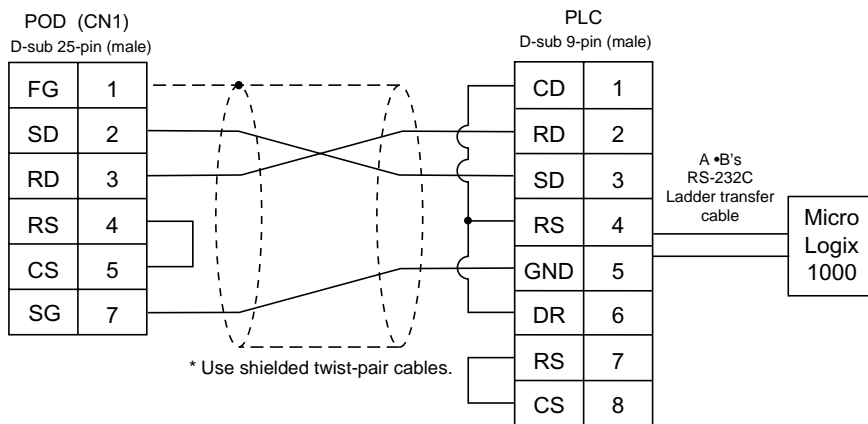 POD (CN1)
D-sub 25-pin (male)
FG 1
SD 2
RD 3
RS 4
CS 5
SG 7
* Use shielded twist-pair cables.
PLC
D-sub 9-pin (male)
CD 1
RD 2
SD 3
RS 4
GND 5
DR 6
RS 7
CS 8
A •B's
RS-232C
Ladder transfer
cable
Micro
Logix
1000